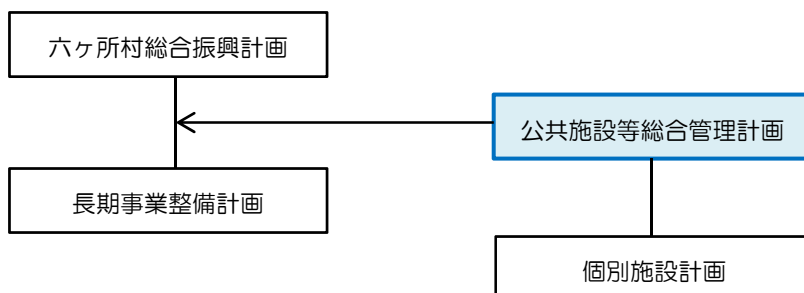 六ヶ所村総合振興計画
公共施設等総合管理計画
長期事業整備計画
個別施設計画